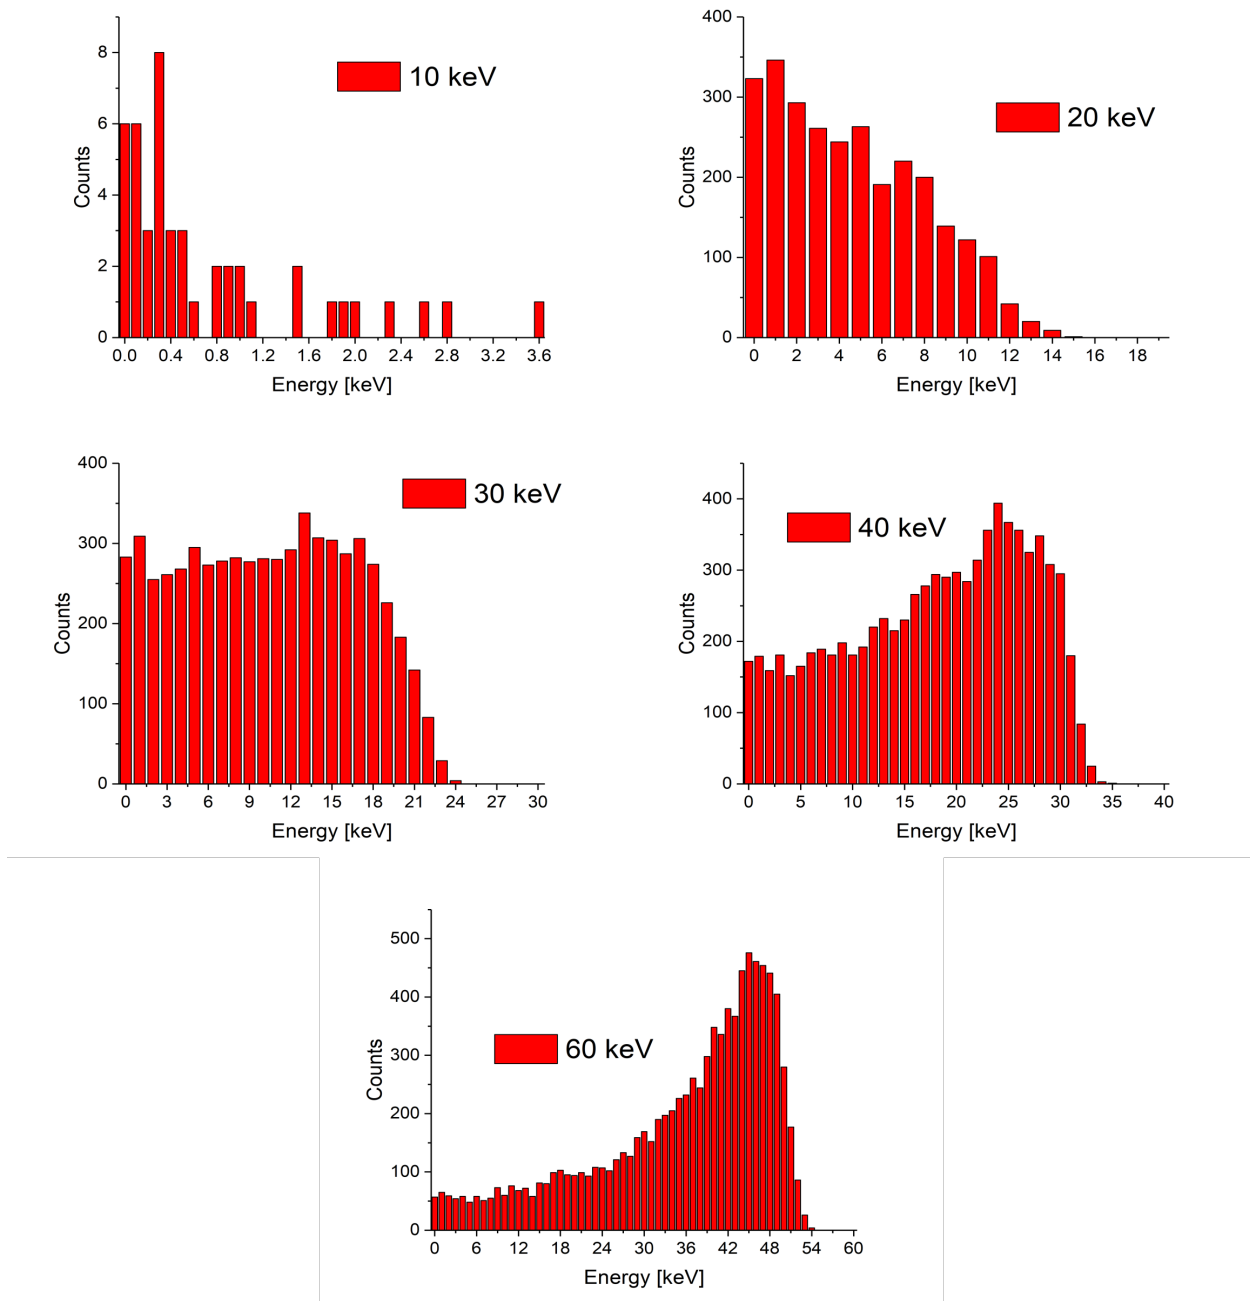 8
6
4
2
0
Counts
10 keV
0.0 0.4 0.8 1.2 1.6 2.0 2.4 2.8 3.2 3.6
Energy [keV]
400
300
200
100
0
Counts
20 keV
0 2 4 6 8 10 12 14 16 18
Energy [keV]
400
300
200
100
0
Counts
30 keV
0 3 6 9 12 15 18 21 24 27 30
Energy [keV]
400
300
200
100
0
Counts
40 keV
0 5 10 15 20 25 30 35 40
Energy [keV]
500
400
300
200
100
0
Counts
60 keV
0 6 12 18 24 30 36 42 48 54 60
Energy [keV]